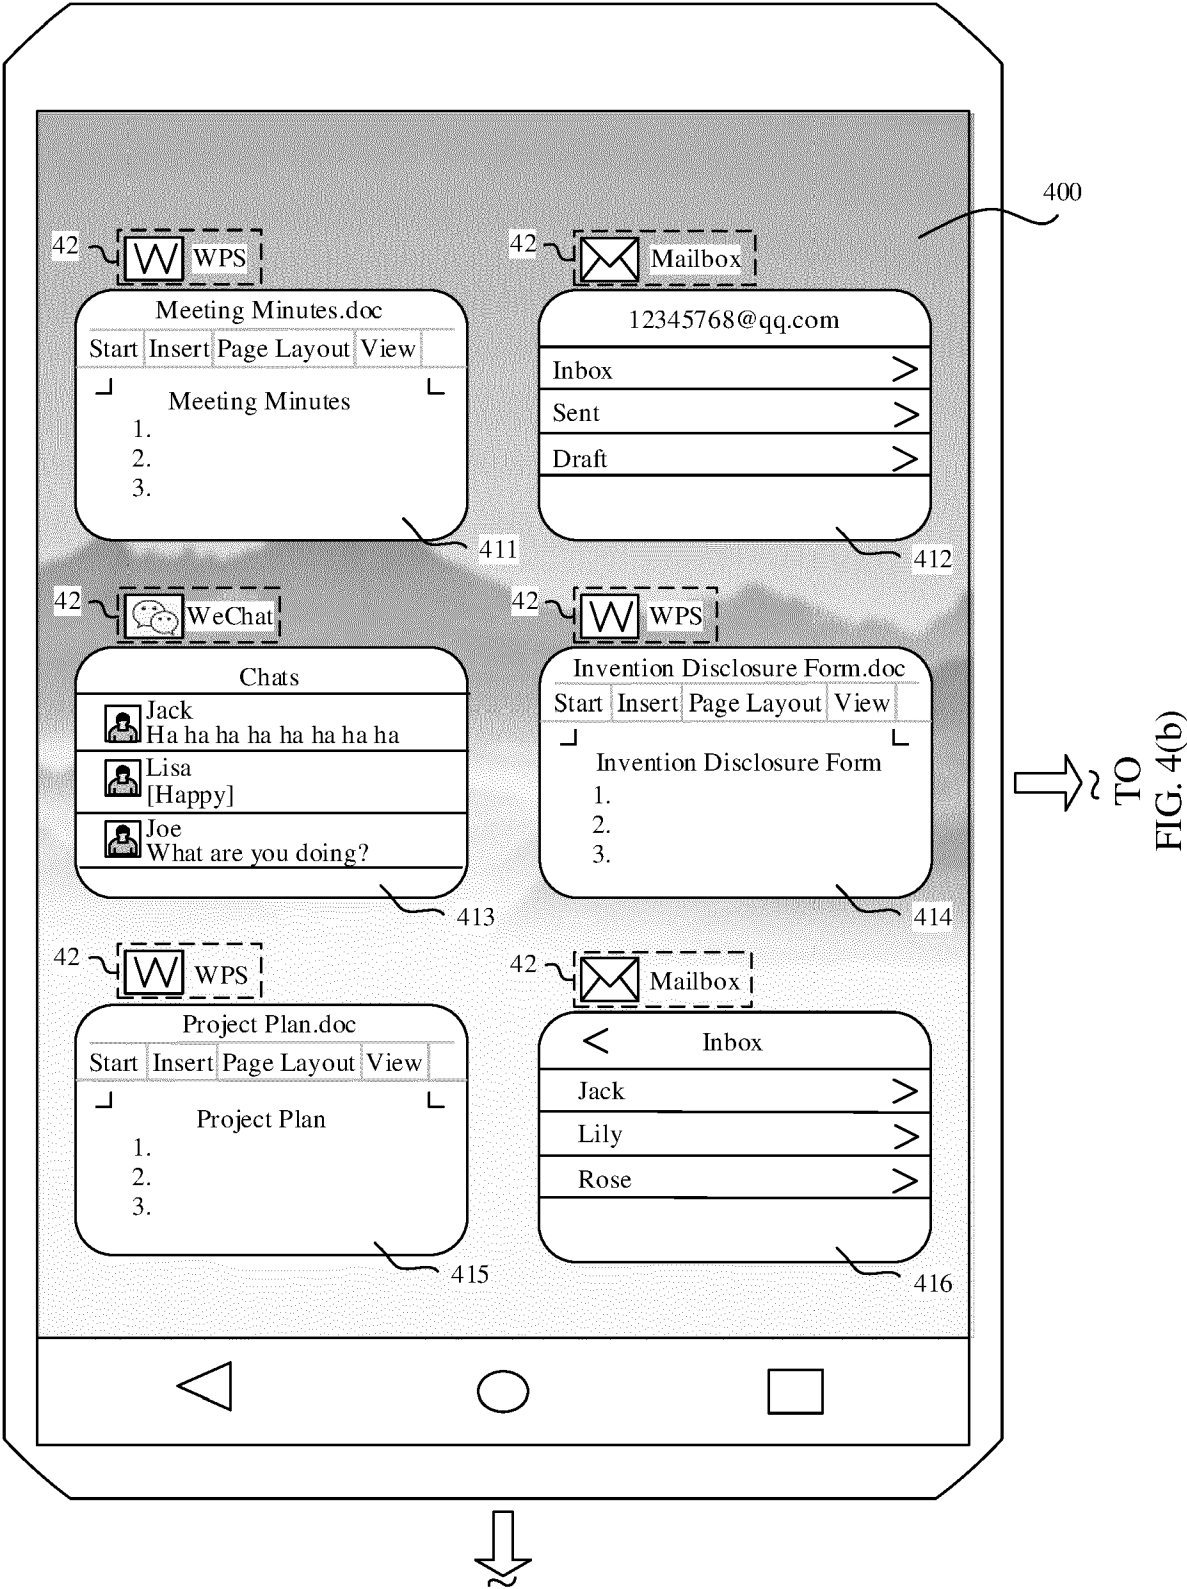 400
42
WPS
42
Mailbox
Meeting Minutes.doc
Start Insert Page Layout View
Meeting Minutes
1.
2.
3.
411
12345768@qq.com
Inbox >
Sent >
Draft >
412
42
WeChat
42
WPS
Chats
Jack
Ha ha ha ha ha ha ha ha
Lisa
[Happy]
Joe
What are you doing?
413
Invention Disclosure Form.doc
Start Insert Page Layout View
Invention Disclosure Form
1.
2.
3.
414
42
WPS
42
Mailbox
Project Plan.doc
Start Insert Page Layout View
Project Plan
1.
2.
3.
415
< Inbox
Jack >
Lily >
Rose >
416
TO
FIG. 4(b)